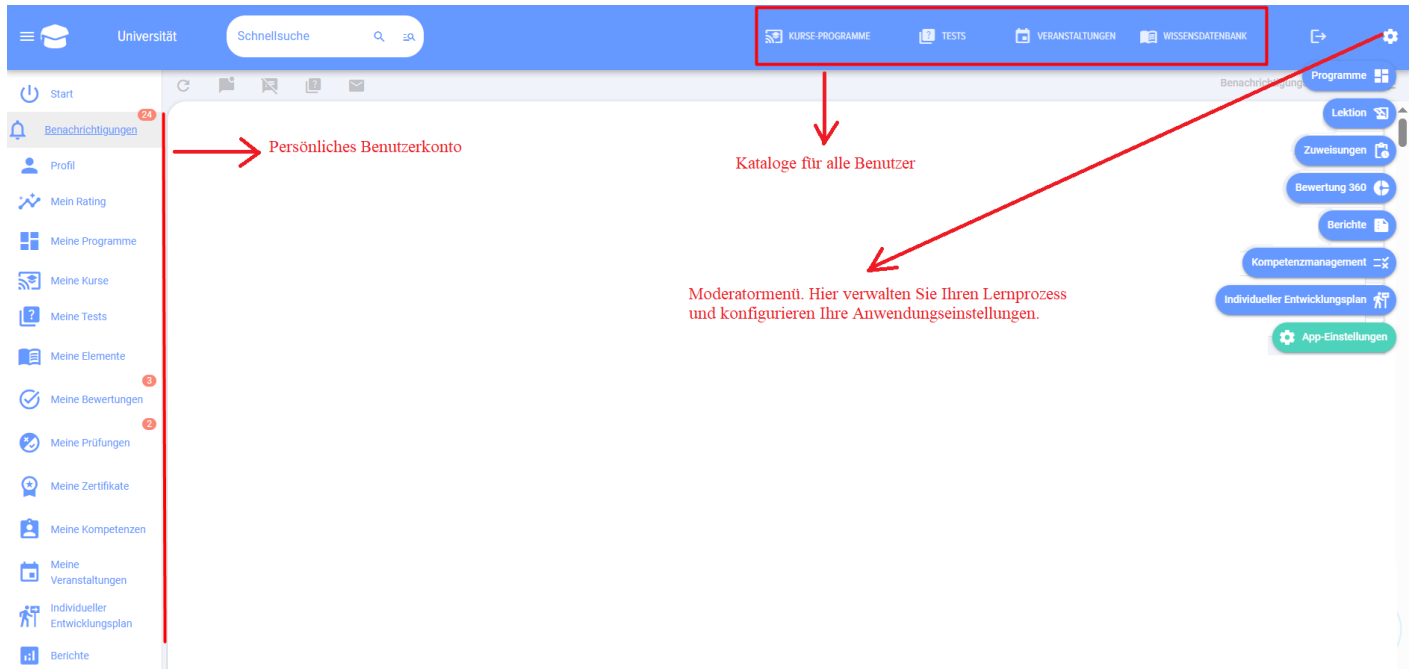 Universität
Schnellsuche
KURSE-PROGRAMME
TESTS
VERANSTALTUNGEN
WISSENSDATENBANK
Start
24
Benachrichtigungen
Profil
Mein Rating
Meine Programme
Meine Kurse
Meine Tests
Meine Elemente
3
Meine Bewertungen
2
Meine Prüfungen
Meine Zertifikate
Meine Kompetenzen
Meine
Veranstaltungen
Individueller
Entwicklungsplan
Berichte
Persönliches Benutzerkonto
Kataloge für alle Benutzer
Moderatormenü. Hier verwalten Sie Ihren Lernprozess
und konfigurieren Ihre Anwendungseinstellungen.
Programme
Lektion
Zuweisungen
Bewertung 360
Berichte
Kompetenzmanagement
Individueller Entwicklungsplan
App-Einstellungen